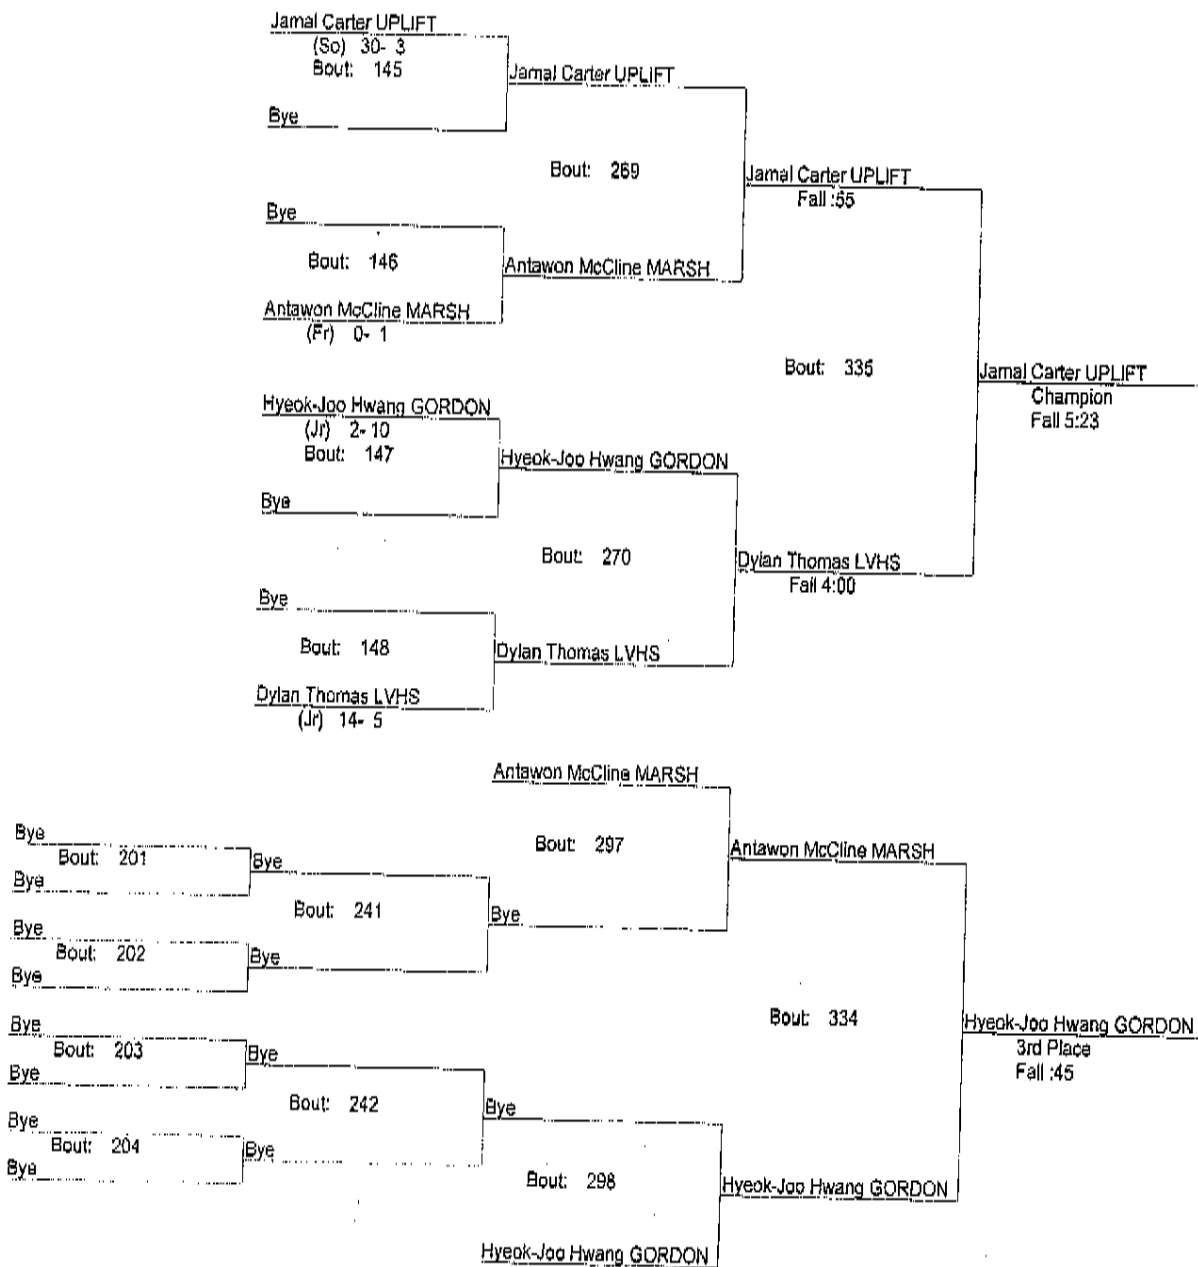 Jamal Carter UPLIFT
(So) 30- 3
Bout: 145
Jamal Carter UPLIFT
Bye
Bout: 269
Jamal Carter UPLIFT
Fall :55
Bye
Bout: 146
Antawon McCline MARSH
Antawon McCline MARSH
(Fr) 0- 1
Bout: 335
Jamal Carter UPLIFT
Champion
Fall 5:23
Hyeok-Joo Hwang GORDON
(Jr) 2- 10
Bout: 147
Hyeok-Joo Hwang GORDON
Bye
Bout: 270
Dylan Thomas LVHS
Fall 4:00
Bye
Bout: 148
Dylan Thomas LVHS
Dylan Thomas LVHS
(Jr) 14- 5
Antawon McCline MARSH
Bout: 297
Antawon McCline MARSH
Bye
Bout: 201
Bye
Bye
Bout: 241
Bye
Bye
Bout: 202
Bye
Bye
Bout: 334
Hyeok-Joo Hwang GORDON
3rd Place
Fall :45
Bye
Bout: 203
Bye
Bye
Bout: 242
Bye
Bye
Bout: 204
Bye
Bye
Bout: 298
Hyeok-Joo Hwang GORDON
Hyeok-Joo Hwang GORDON